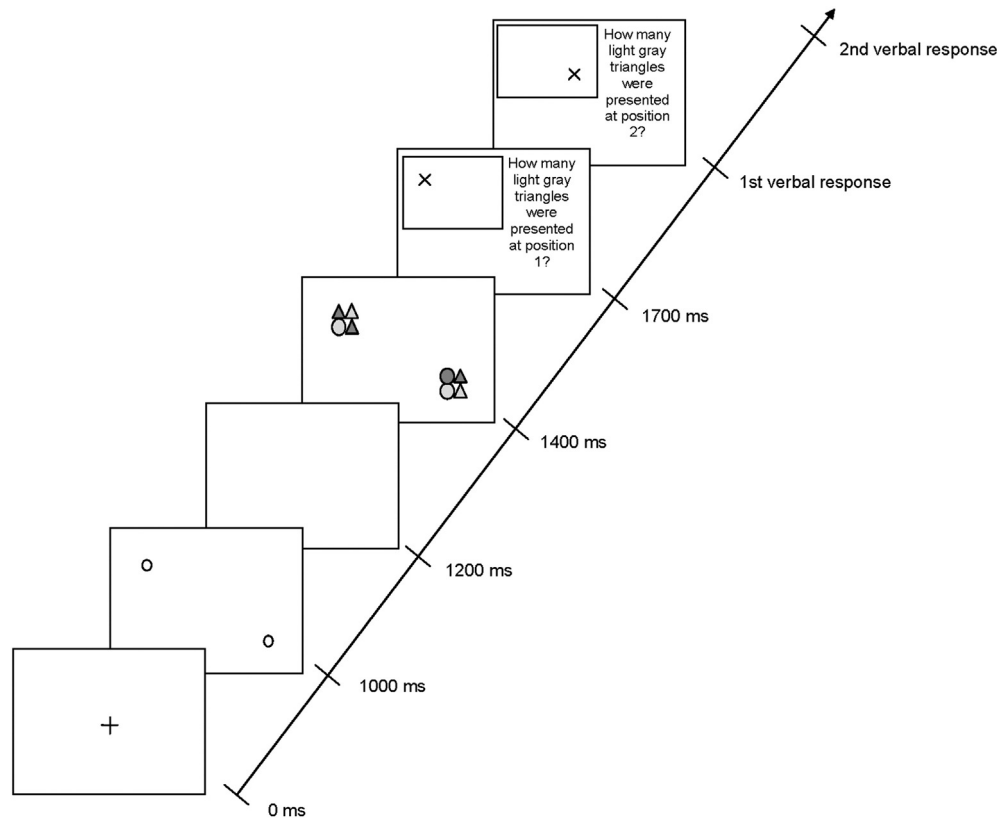 How many
light gray
triangles
were
presented
at position
2?
2nd verbal response
How many
light gray
triangles
were
presented
at position
1?
1st verbal response
1700 ms
1400 ms
1200 ms
1000 ms
0 ms